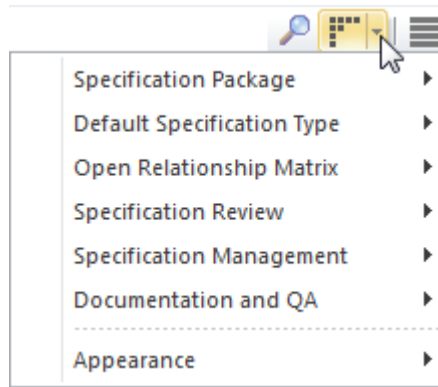 Specification Package
Default Specification Type
Open Relationship Matrix
Specification Review
Specification Management
Documentation and QA
Appearance